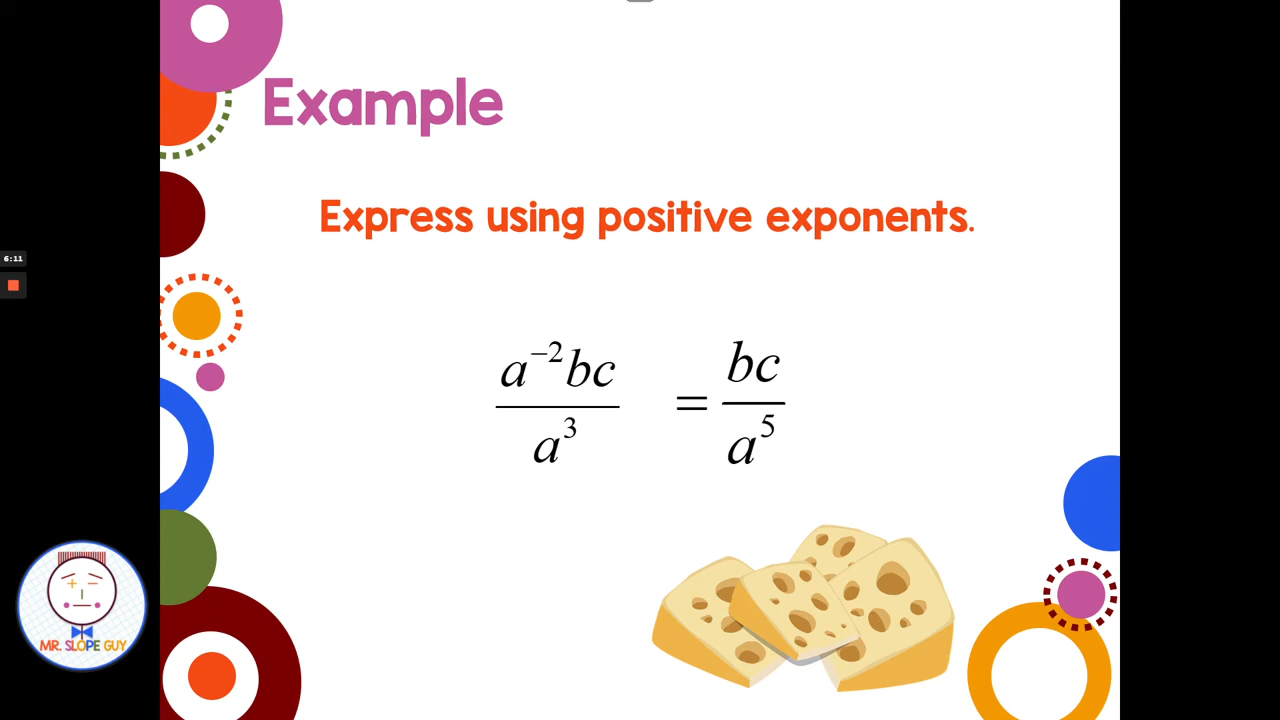 Example
Express using positive exponents.
a⁻²bc / a³ = bc / a⁵
6:11
MR. SLOPE GUY